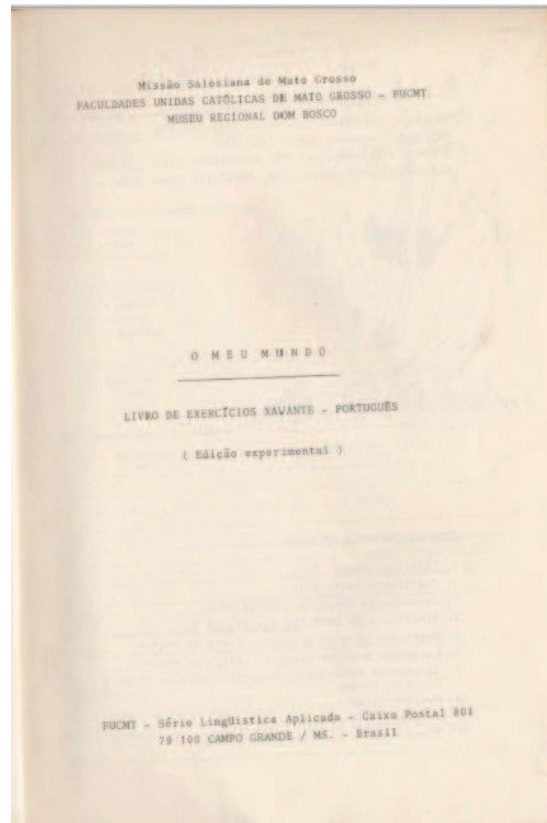 Missão Salesiana de Mato Grosso
FACULDADES UNIDAS CATÓLICAS DE MATO GROSSO - FUCMT
MUSEU REGIONAL DOM BOSCO
O MEU MUNDO
LIVRO DE EXERCÍCIOS XAVANTE - PORTUGUÊS
( Edição experimental )
FUCMT - Série Lingüistica Aplicada - Caixa Postal 801
79 100 CAMPO GRANDE / MS. - Brasil